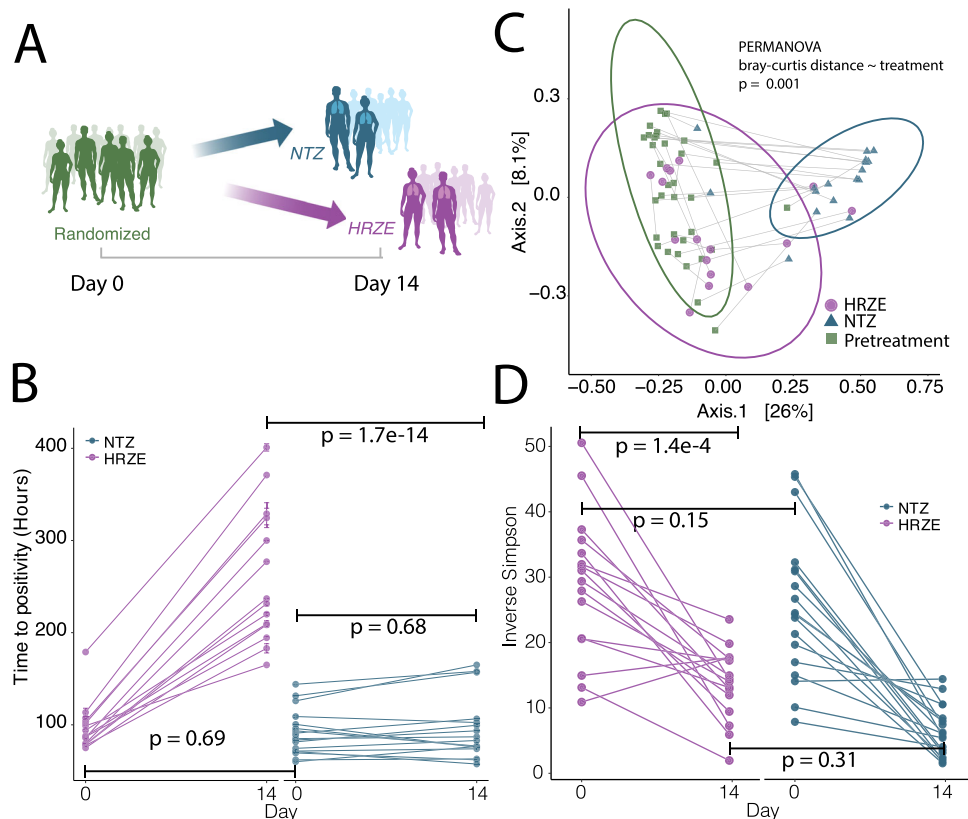 A
NTZ
HRZE
Randomized
Day 0
Day 14
C
PERMANOVA
bray-curtis distance ~ treatment
p = 0.001
Axis.2 [8.1%]
0.3
0.0
−0.3
HRZE
NTZ
Pretreatment
−0.50
−0.25
0.00
0.25
0.50
0.75
Axis.1 [26%]
B
NTZ
HRZE
Time to positivity (Hours)
400
300
200
100
p = 1.7e-14
p = 0.68
p = 0.69
0
14
0
14
Day
D
p = 1.4e-4
p = 0.15
NTZ
HRZE
Inverse Simpson
50
40
30
20
10
0
p = 0.31
0
14
0
14
Day